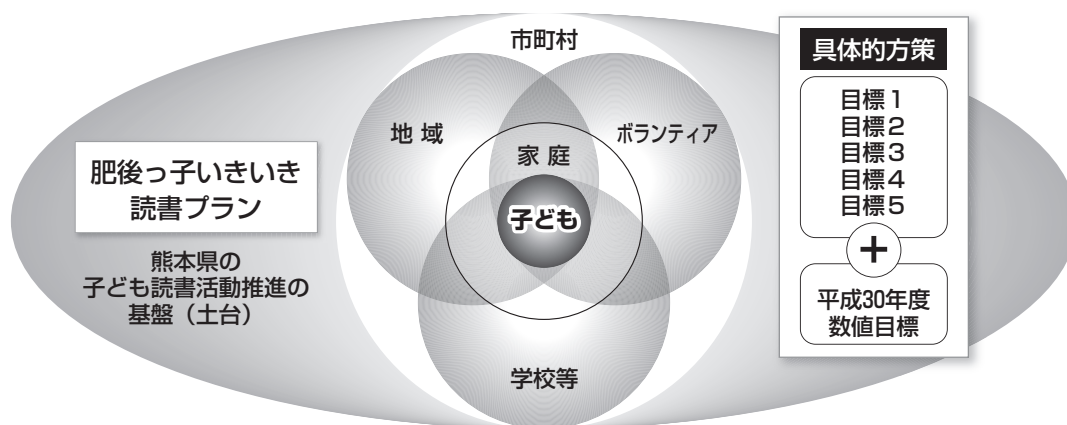 肥後っ子いきいき
読書プラン
熊本県の
子ども読書活動推進の
基盤（土台）
市町村
地 域
ボランティア
家 庭
子ども
学校等
具体的方策
目標１
目標２
目標３
目標４
目標５
＋
平成30年度
数値目標